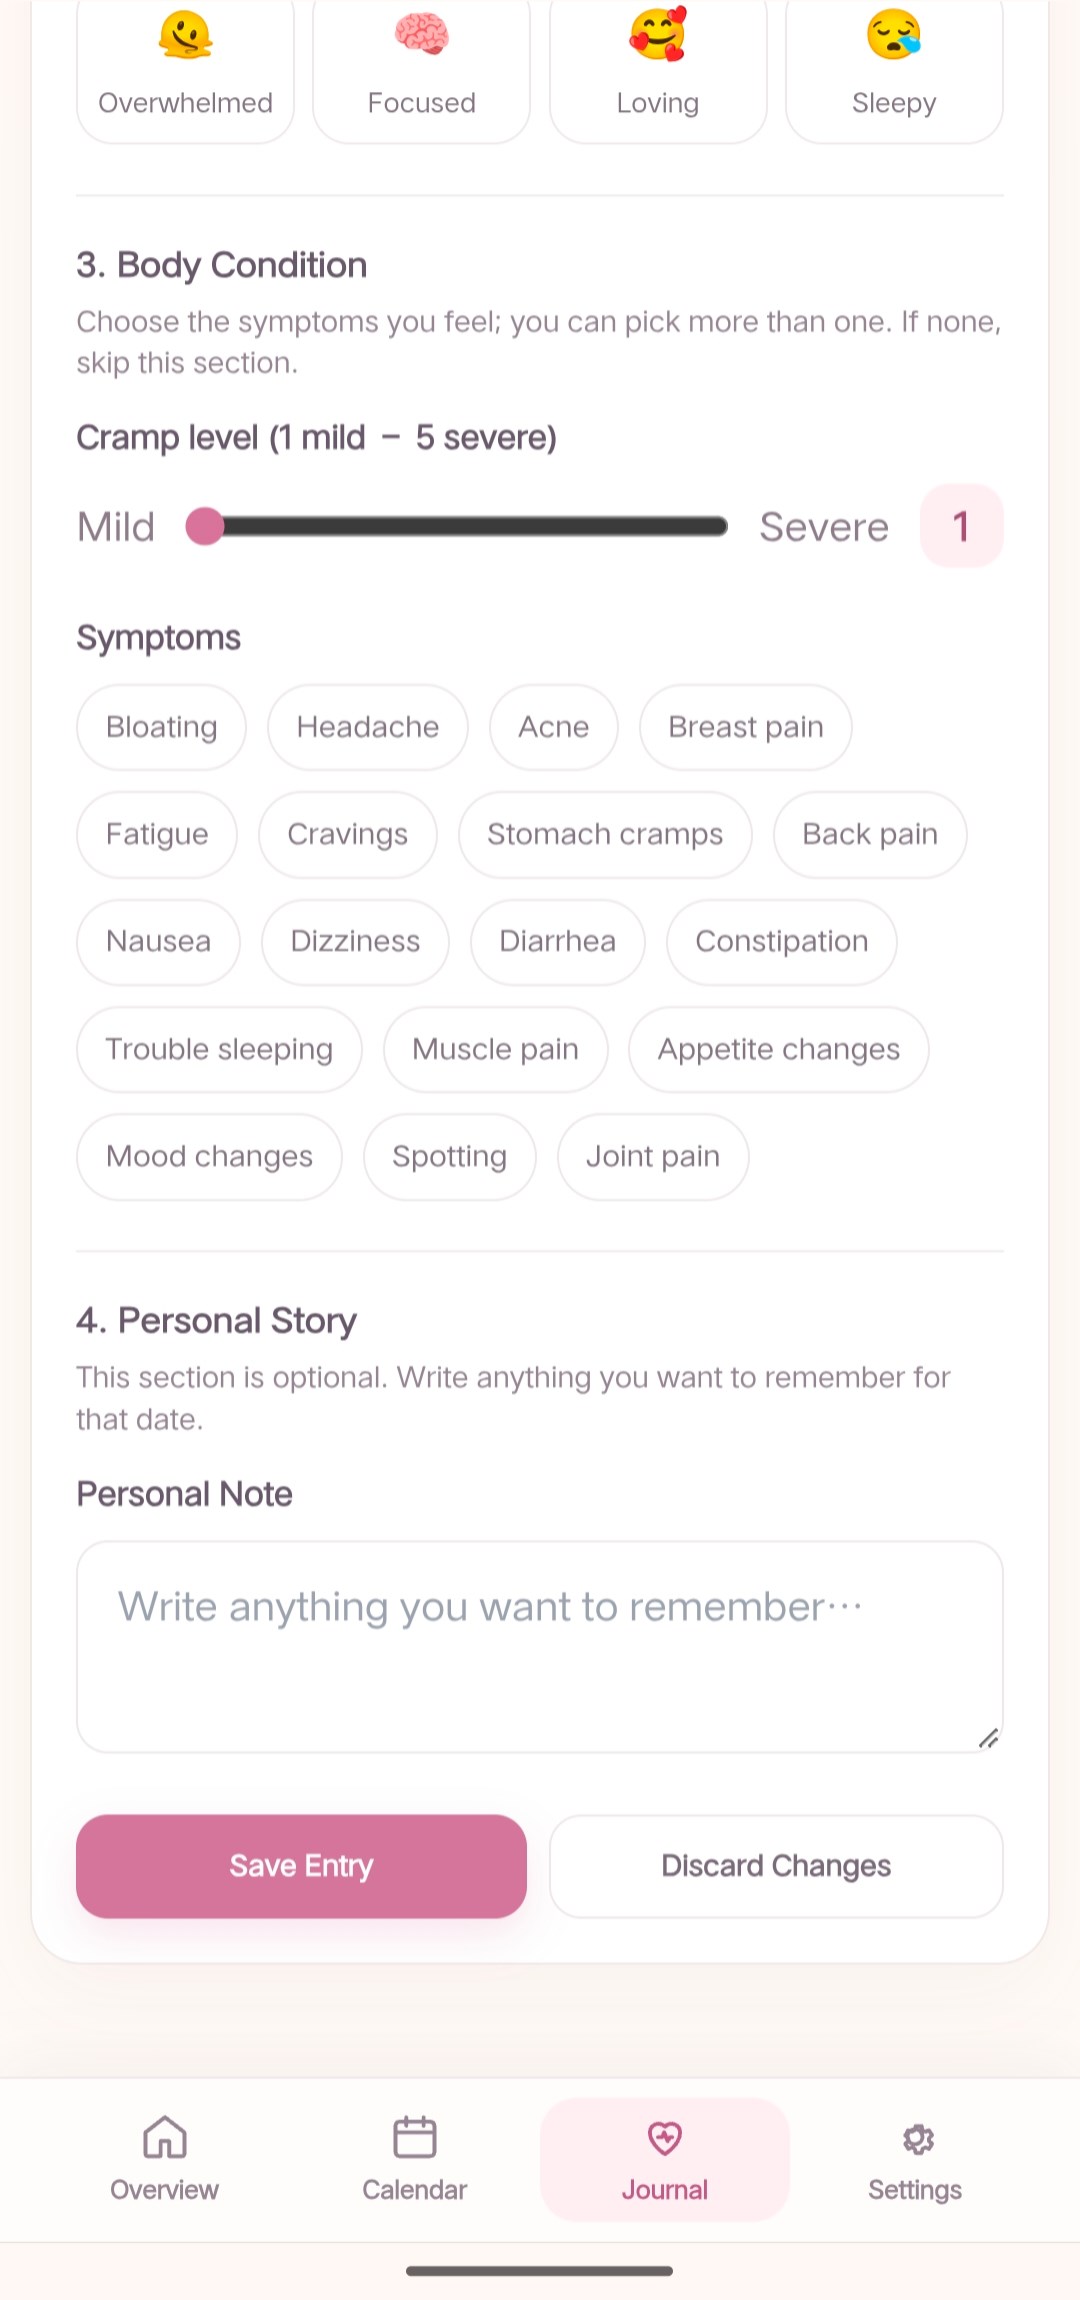 Overwhelmed
Focused
Loving
Sleepy
3. Body Condition
Choose the symptoms you feel; you can pick more than one. If none,
skip this section.
Cramp level (1 mild – 5 severe)
Mild
Severe
1
Symptoms
Bloating
Headache
Acne
Breast pain
Fatigue
Cravings
Stomach cramps
Back pain
Nausea
Dizziness
Diarrhea
Constipation
Trouble sleeping
Muscle pain
Appetite changes
Mood changes
Spotting
Joint pain
4. Personal Story
This section is optional. Write anything you want to remember for
that date.
Personal Note
Write anything you want to remember…
Save Entry
Discard Changes
Overview
Calendar
Journal
Settings